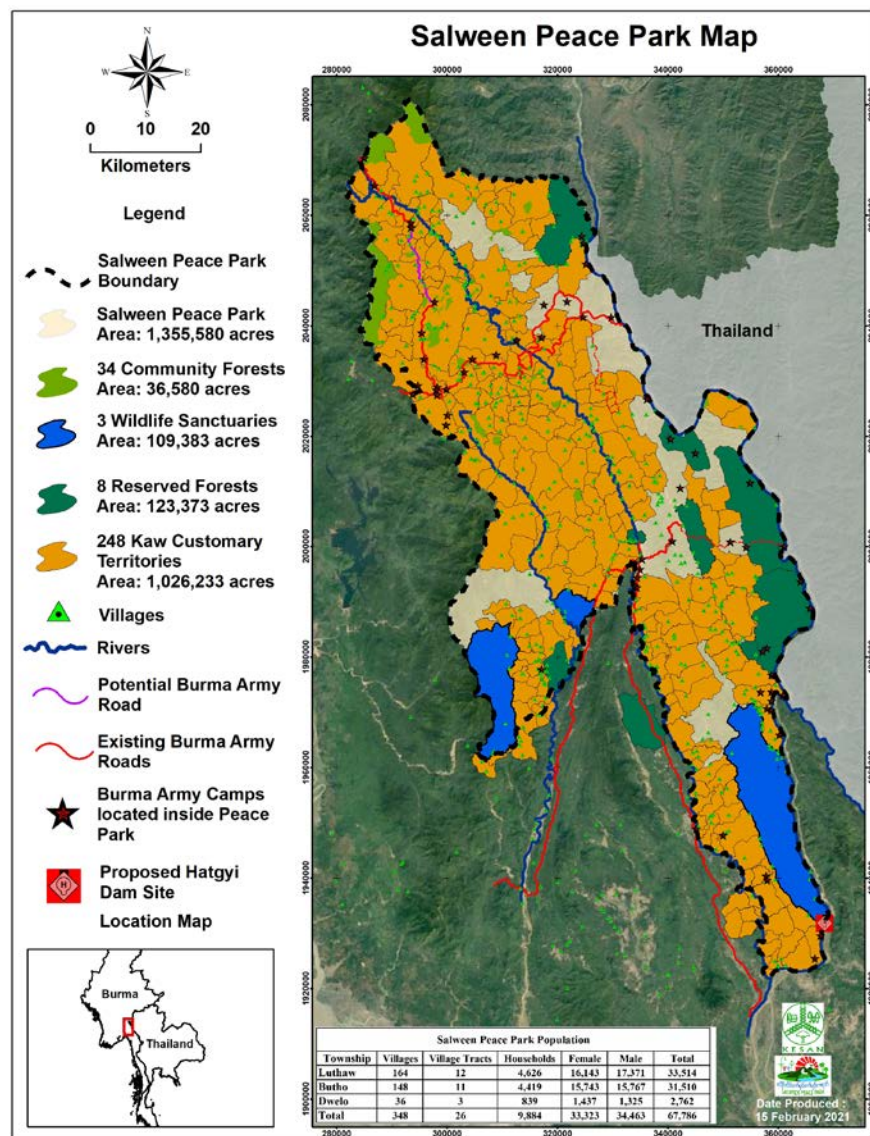 Salween Peace Park Map
N
W
E
S
0 10 20
Kilometers
Legend
Salween Peace Park
Boundary
Salween Peace Park
Area: 1,355,580 acres
34 Community Forests
Area: 36,580 acres
3 Wildlife Sanctuaries
Area: 109,383 acres
8 Reserved Forests
Area: 123,373 acres
248 Kaw Customary
Territories
Area: 1,026,233 acres
Villages
Rivers
Potential Burma Army
Road
Existing Burma Army
Roads
Burma Army Camps
located inside Peace
Park
H
Proposed Hatgyi
Dam Site
Location Map
Burma
Thailand
280000 300000 320000 340000 360000
2080000
2060000
2040000
2020000
2000000
1980000
1960000
1940000
1920000
1900000
Thailand
Salween Peace Park Population
Township Villages Village Tracts Households Female Male Total
Luthaw 164 12 4,626 16,143 17,371 33,514
Butho 148 11 4,419 15,743 15,767 31,510
Dwelo 36 3 839 1,437 1,325 2,762
Total 348 26 9,884 33,323 34,463 67,786
KESAN
Date Produced :
15 February 2021
280000 300000 320000 340000 360000